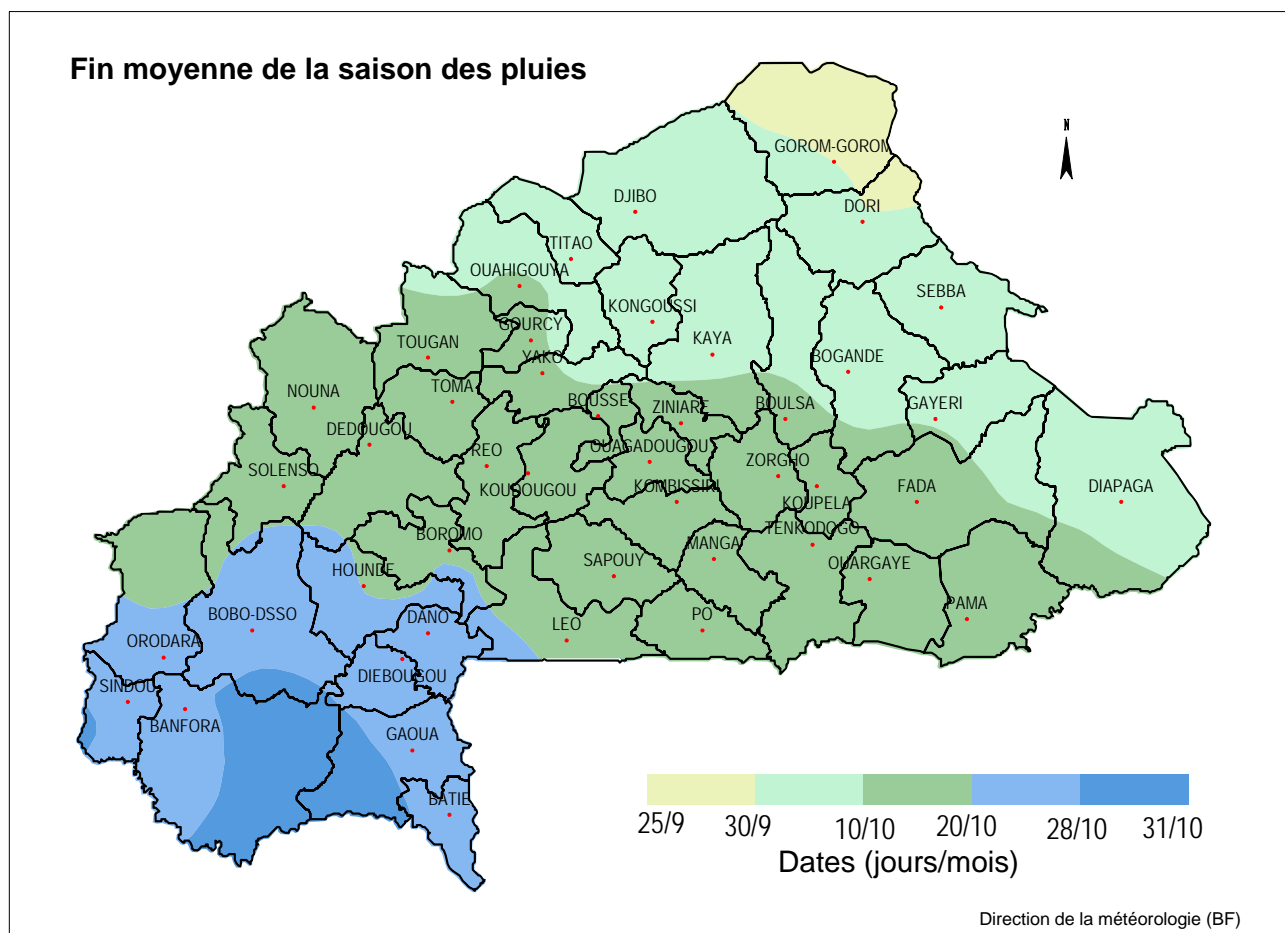 Fin moyenne de la saison des pluies
N
GOROM-GOROM
DJIBO
DORI
TITAO
OUAHIGOUYA
SEBBA
KONGOUSSI
GOURCY
TOUGAN
KAYA
BOGANDE
YAKO
NOUNA
TOMA
BOUSSE
ZINIARE
BOULSA
GAYERI
DEDOUGOU
REO
OUAGADOUGOU
ZORGHO
SOLENSO
KOUDOUGOU
KOMBISSIRI
KOUPELA
FADA
DIAPAGA
TENKODOGO
BOROMO
MANGA
HOUNDE
SAPOUY
OUARGAYE
BOBO-DSSO
DANO
LEO
PO
PAMA
ORODARA
DIEBOUGOU
SINDOU
BANFORA
GAOUA
BATIE
25/9 30/9 10/10 20/10 28/10 31/10
Dates (jours/mois)
Direction de la météorologie (BF)